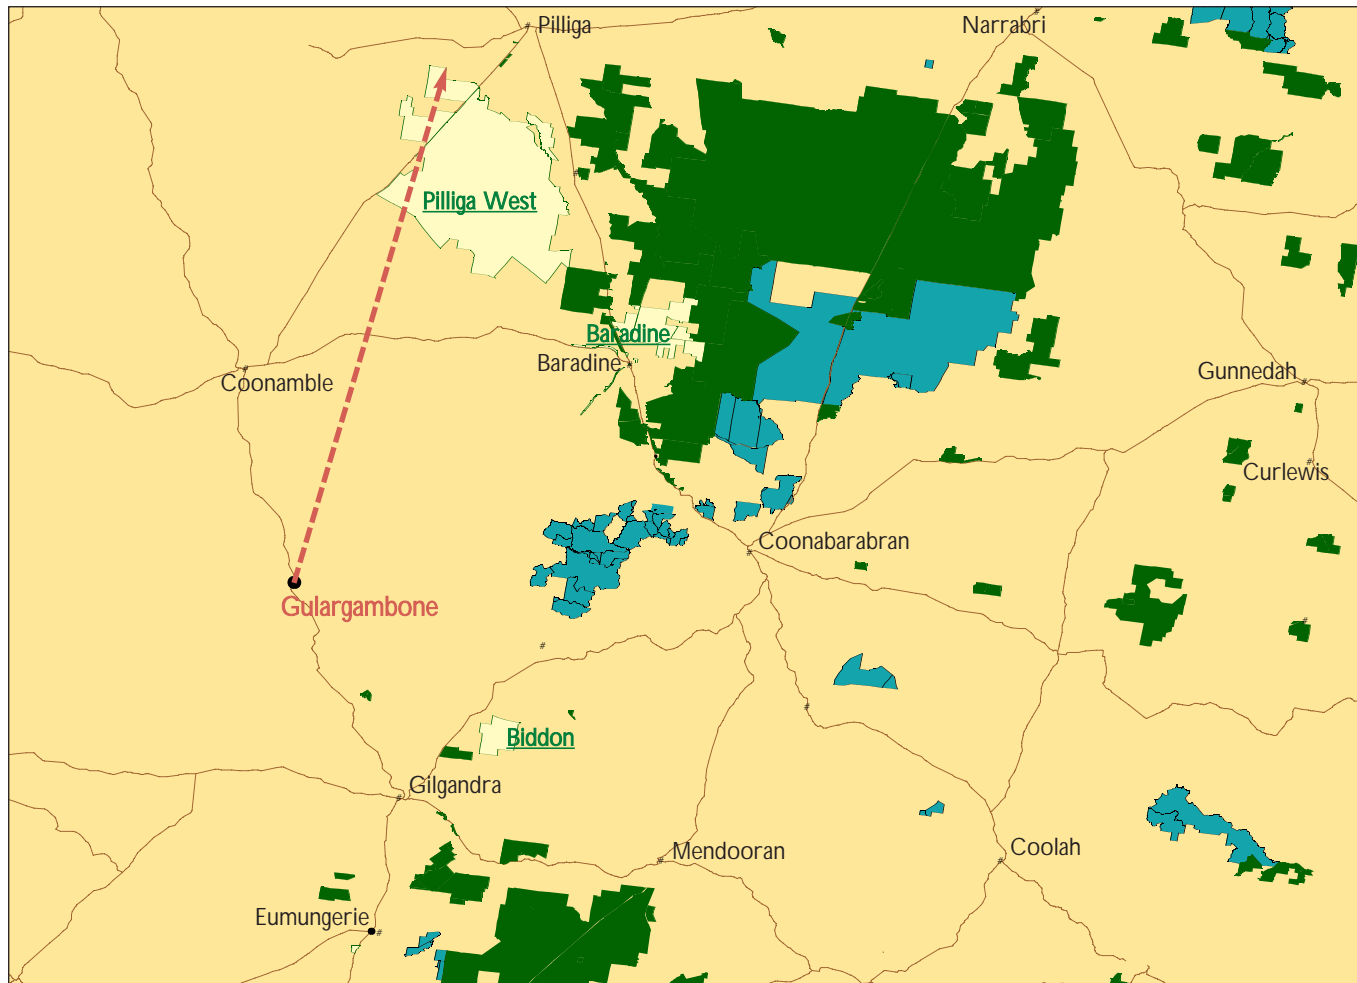 Pilliga
Narrabri
Pilliga West
Baradine
Baradine
Coonamble
Gunnedah
Curlewis
Coonabarabran
Gulargambone
Biddon
Gilgandra
Mendooran
Coolah
Eumungerie